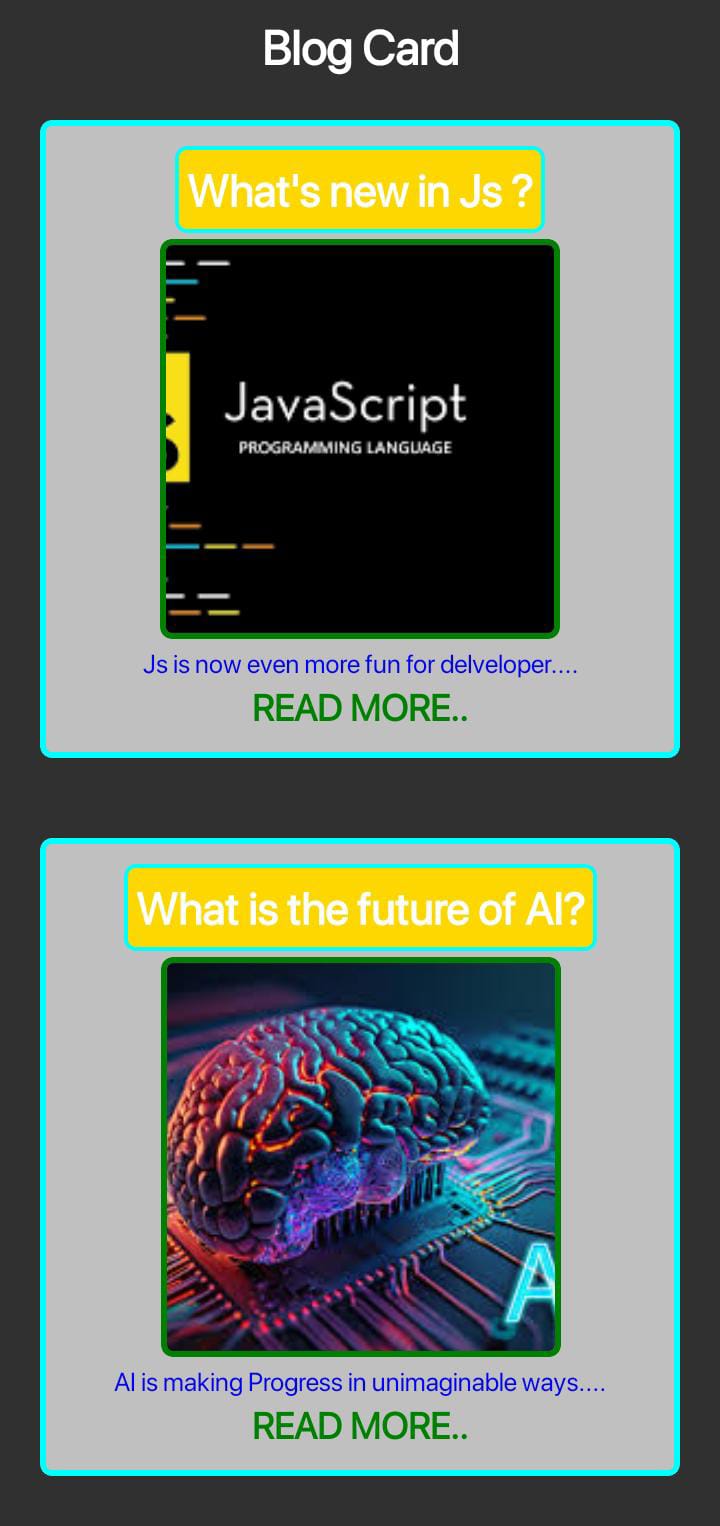 Blog Card
What's new in Js ?
JavaScript
PROGRAMMING LANGUAGE
Js is now even more fun for delveloper....
READ MORE..
What is the future of AI?
A
AI is making Progress in unimaginable ways....
READ MORE..